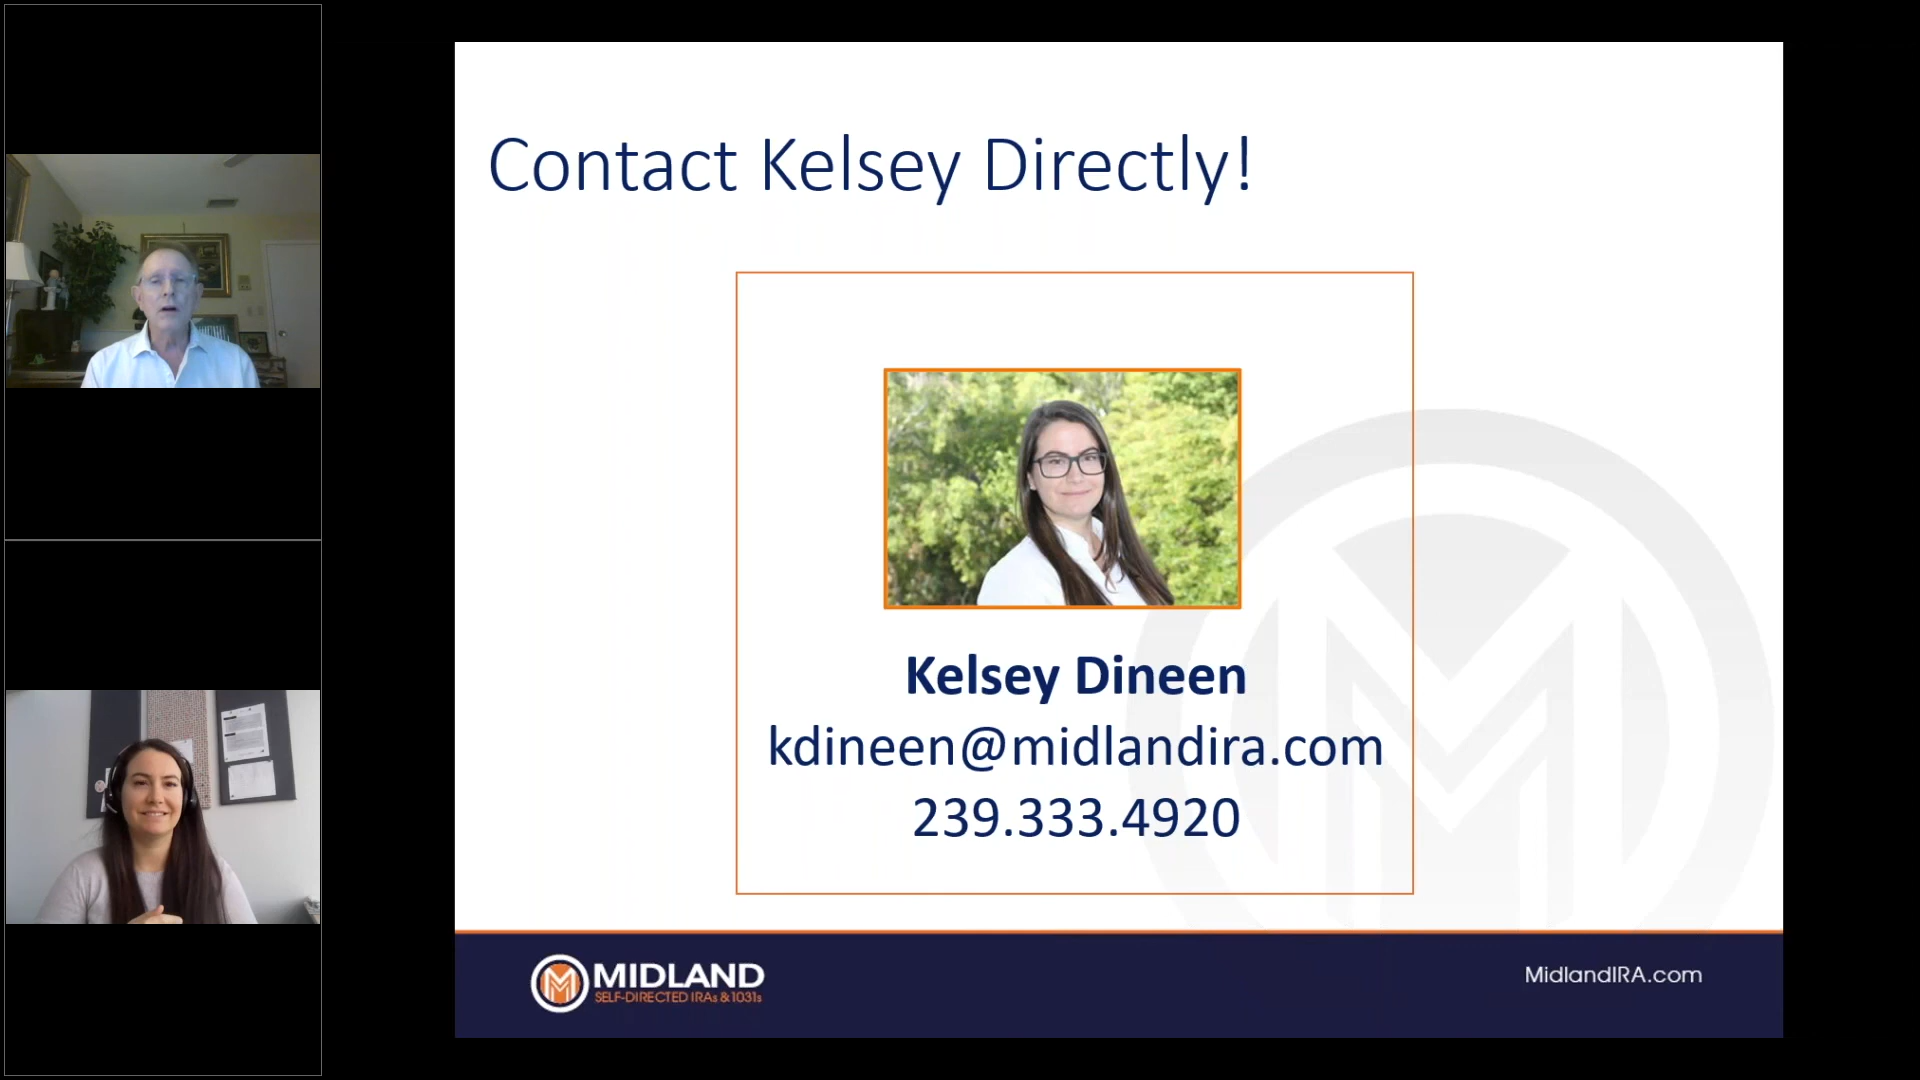 Contact Kelsey Directly!
Kelsey Dineen
kdineen@midlandira.com
239.333.4920
MIDLAND
SELF-DIRECTED IRAs & 1031s
MidlandIRA.com